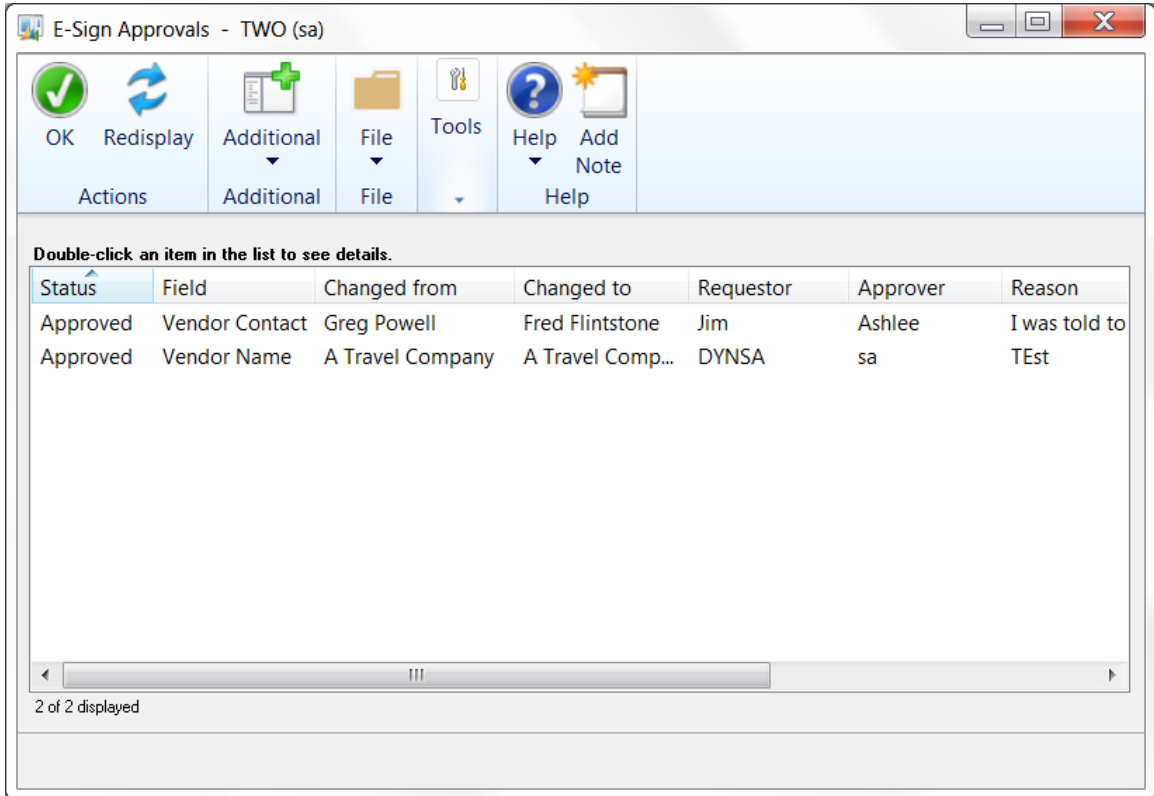 E-Sign Approvals - TWO (sa)
OK Redisplay Additional File Tools Help Add Note
Actions Additional File Help
Double-click an item in the list to see details.
Status Field Changed from Changed to Requestor Approver Reason
Approved Vendor Contact Greg Powell Fred Flintstone Jim Ashlee I was told to
Approved Vendor Name A Travel Company A Travel Comp... DYNSA sa TEst
2 of 2 displayed